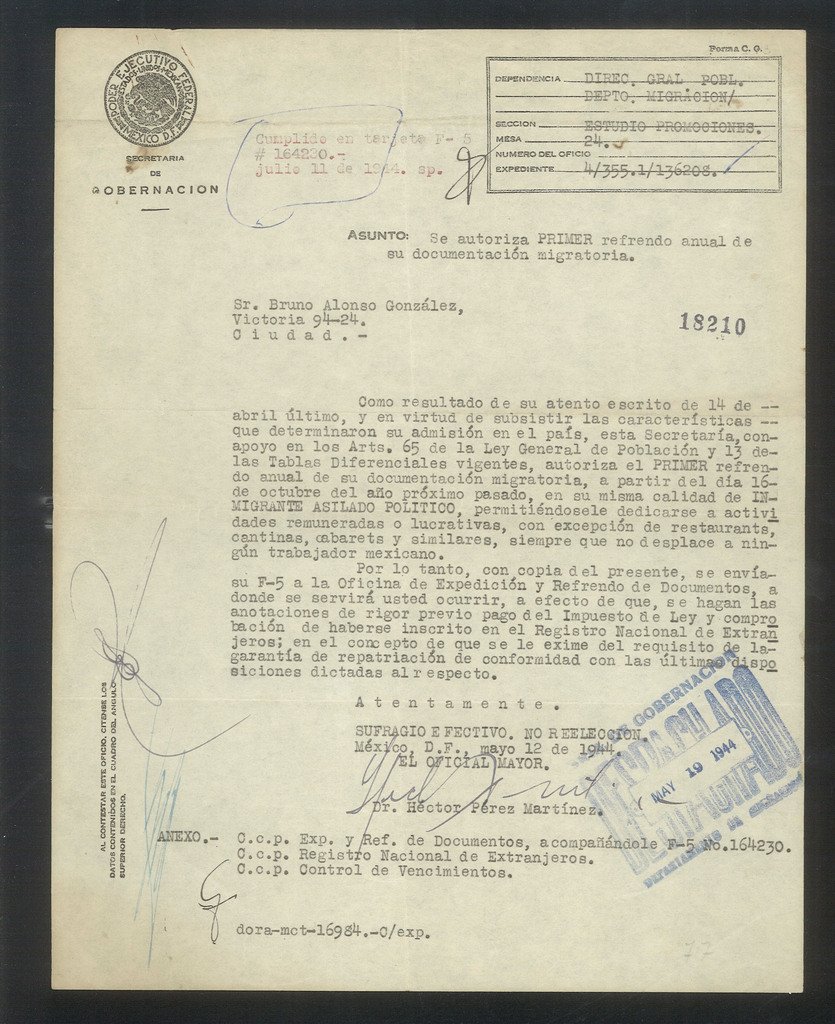 Forma C. G.
PODER EJECUTIVO FEDERAL
ESTADOS UNIDOS MEXICANOS
MEXICO D.F.
SECRETARIA
DE
GOBERNACION
Cumplido en tarjeta F- 5
# 164230.-
julio 11 de 1944. sp.
DEPENDENCIA DIREC. GRAL POBL.
DEPTO. MIGRACION/
SECCION ESTUDIO PROMOCIONES.
MESA 24.
NUMERO DEL OFICIO
EXPEDIENTE 4/355.1/136208.
ASUNTO: Se autoriza PRIMER refrendo anual de
su documentación migratoria.
Sr. Bruno Alonso González,
Victoria 94-24.
C i u d a d . -
18210
Como resultado de su atento escrito de 14 de --
abril último, y en virtud de subsistir las características --
que determinaron su admisión en el país, esta Secretaría, con-
apoyo en los Arts. 65 de la Ley General de Población y 13 de-
las Tablas Diferenciales vigentes, autoriza el PRIMER refren-
do anual de su documentación migratoria, a partir del día 16-
de octubre del año próximo pasado, en su misma calidad de IN-
MIGRANTE ASILADO POLITICO, permitiéndosele dedicarse a activi
dades remuneradas o lucrativas, con excepción de restaurants,
cantinas, cabarets y similares, siempre que no desplace a nin-
gún trabajador mexicano.
Por lo tanto, con copia del presente, se envía-
su F-5 a la Oficina de Expedición y Refrendo de Documentos, a
donde se servirá usted ocurrir, a efecto de que, se hagan las
anotaciones de rigor previo pago del Impuesto de Ley y compro
bación de haberse inscrito en el Registro Nacional de Extran
jeros; en el concepto de que se le exime del requisito de la-
garantía de repatriación de conformidad con las últimas dispo
siciones dictadas al respecto.
A t e n t a m e n t e .
SUFRAGIO EFECTIVO. NO REELECCION.
México, D.F., mayo 12 de 1944.
EL OFICIAL MAYOR.
Dr. Héctor Pérez Martínez.
GOBERNACION
DESPACHADO
MAY 19 1944
DEPARTAMENTO DE
ANEXO.- C.c.p. Exp. y Ref. de Documentos, acompañándole F-5 No.164230.
C.c.p. Registro Nacional de Extranjeros.
C.c.p. Control de Vencimientos.
dora-mct-16984.-C/exp.
AL CONTESTAR ESTE OFICIO, CITENSE LOS
DATOS CONTENIDOS EN EL CUADRO DEL ANGULO
SUPERIOR DERECHO.
77